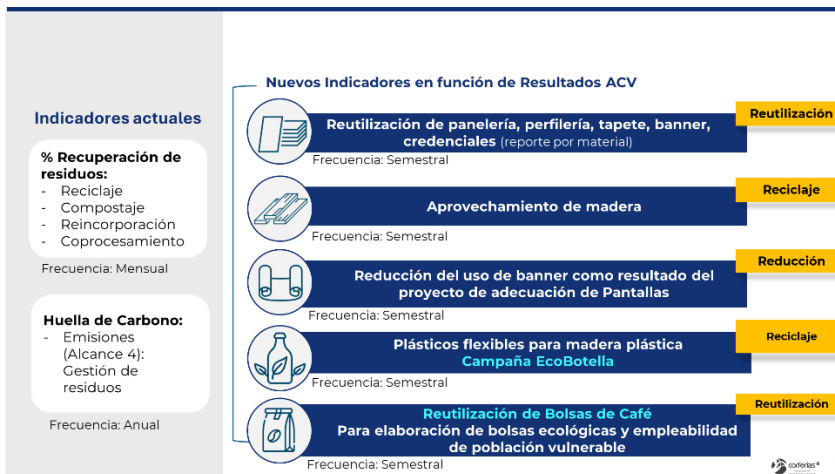 Indicadores actuales
% Recuperación de
residuos:
- Reciclaje
- Compostaje
- Reincorporación
- Coprocesamiento
Frecuencia: Mensual
Huella de Carbono:
- Emisiones
(Alcance 4):
Gestión de
residuos
Frecuencia: Anual
Nuevos Indicadores en función de Resultados ACV
Reutilización de panelería, perfilería, tapete, banner,
credenciales (reporte por material)
Reutilización
Frecuencia: Semestral
Aprovechamiento de madera
Reciclaje
Frecuencia: Semestral
Reducción del uso de banner como resultado del
proyecto de adecuación de Pantallas
Reducción
Frecuencia: Semestral
Plásticos flexibles para madera plástica
Campaña EcoBotella
Reciclaje
Frecuencia: Semestral
Reutilización de Bolsas de Café
Para elaboración de bolsas ecológicas y empleabilidad
de población vulnerable
Reutilización
Frecuencia: Semestral
corferias